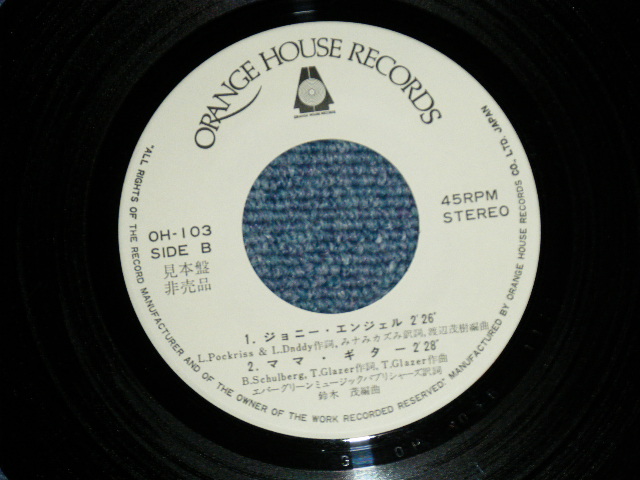 ORANGE HOUSE RECORDS
ORANGE HOUSE RECORDS
OH-103
SIDE B
見本盤
非売品
45RPM
STEREO
1. ジョニー・エンジェル 2'26"
L.Pockrisa & L.Daddy作詞、みナみカズみ訳詞、渡辺茂樹編曲
2. ママ・ギター 2'28"
B.Schulberg, T.Glazer作詞、T.Glazer作曲
エバーグリーンミュージックパブリシャーズ訳詞
鈴木 茂編曲
"ALL RIGHTS OF THE RECORD MANUFACTURER AND OF THE OWNER OF THE WORK RECORDED RESERVED" MANUFACTURED BY ORANGE HOUSE RECORDS CO., LTD. JAPAN